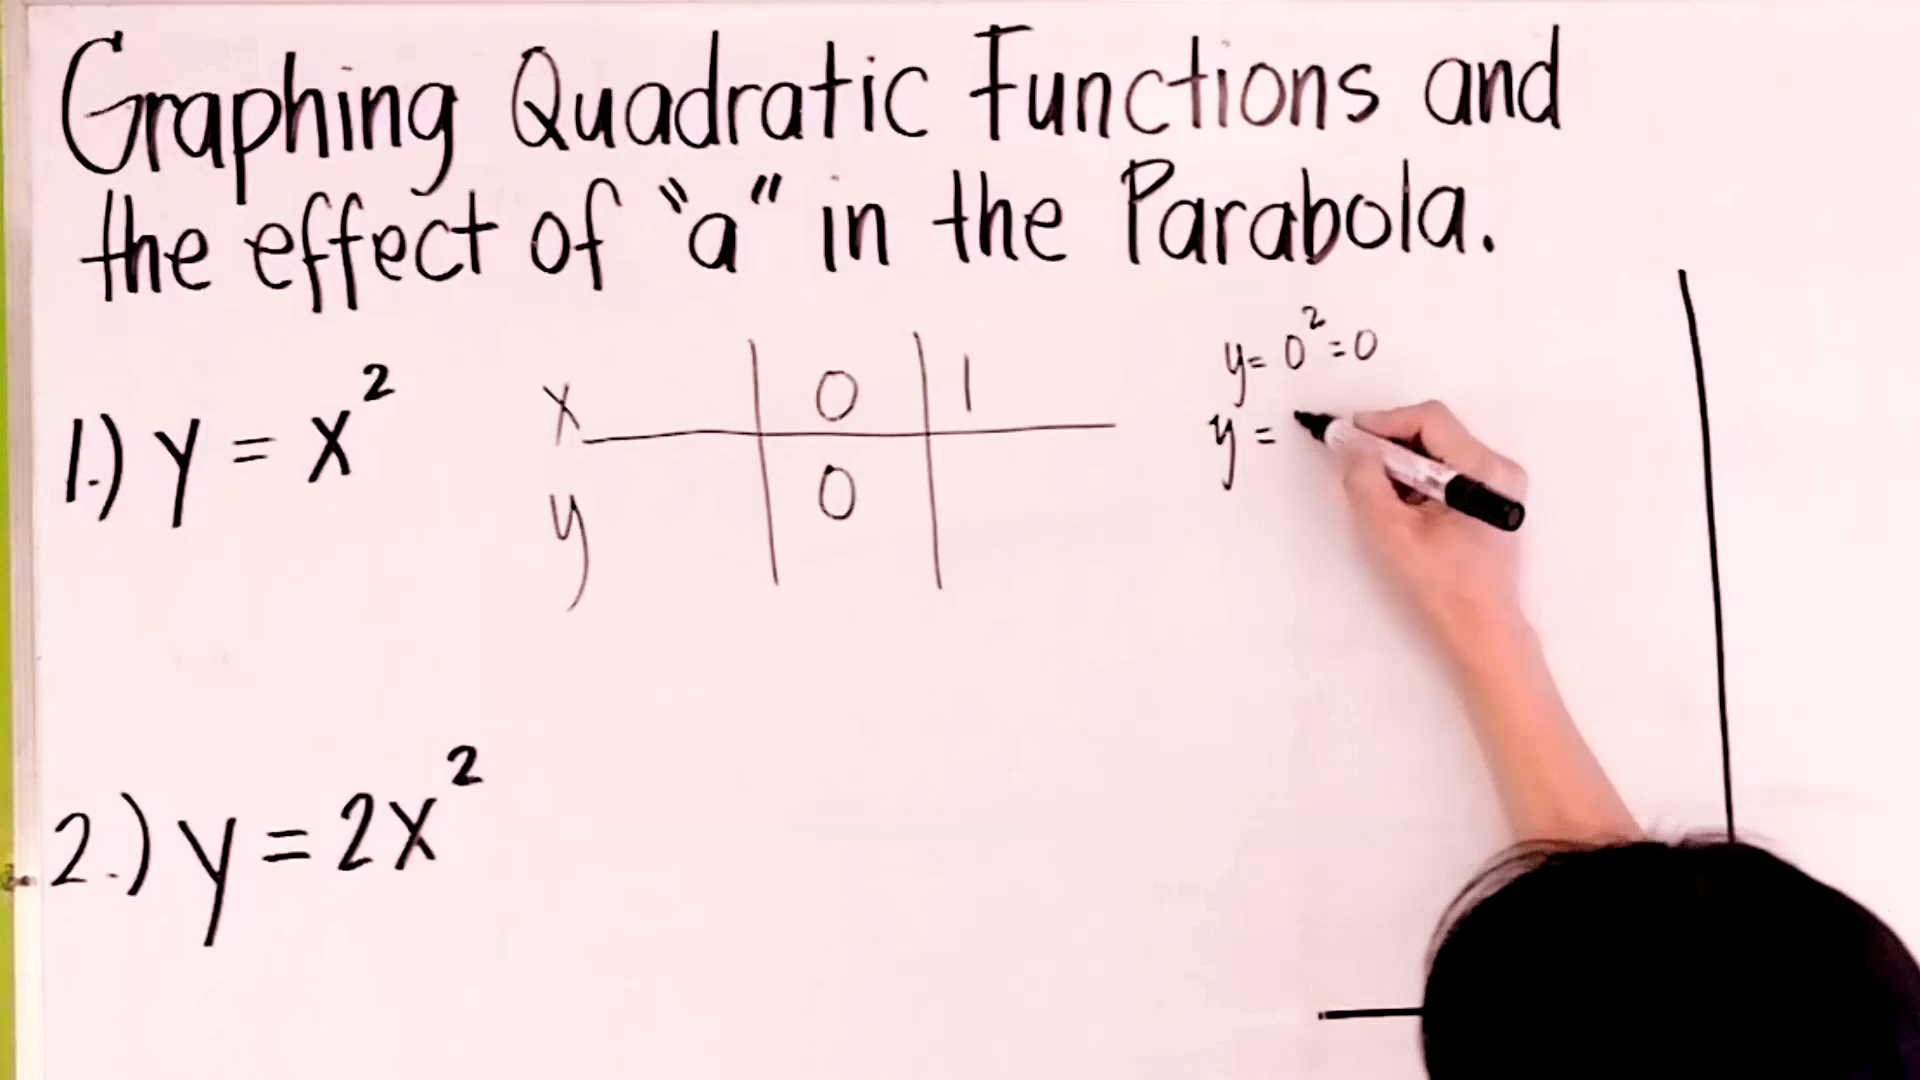 Graphing Quadratic Functions and
the effect of "a" in the Parabola.
1.) y = x²
x 0 1
y 0
y = 0² = 0
y =
2.) y = 2x²